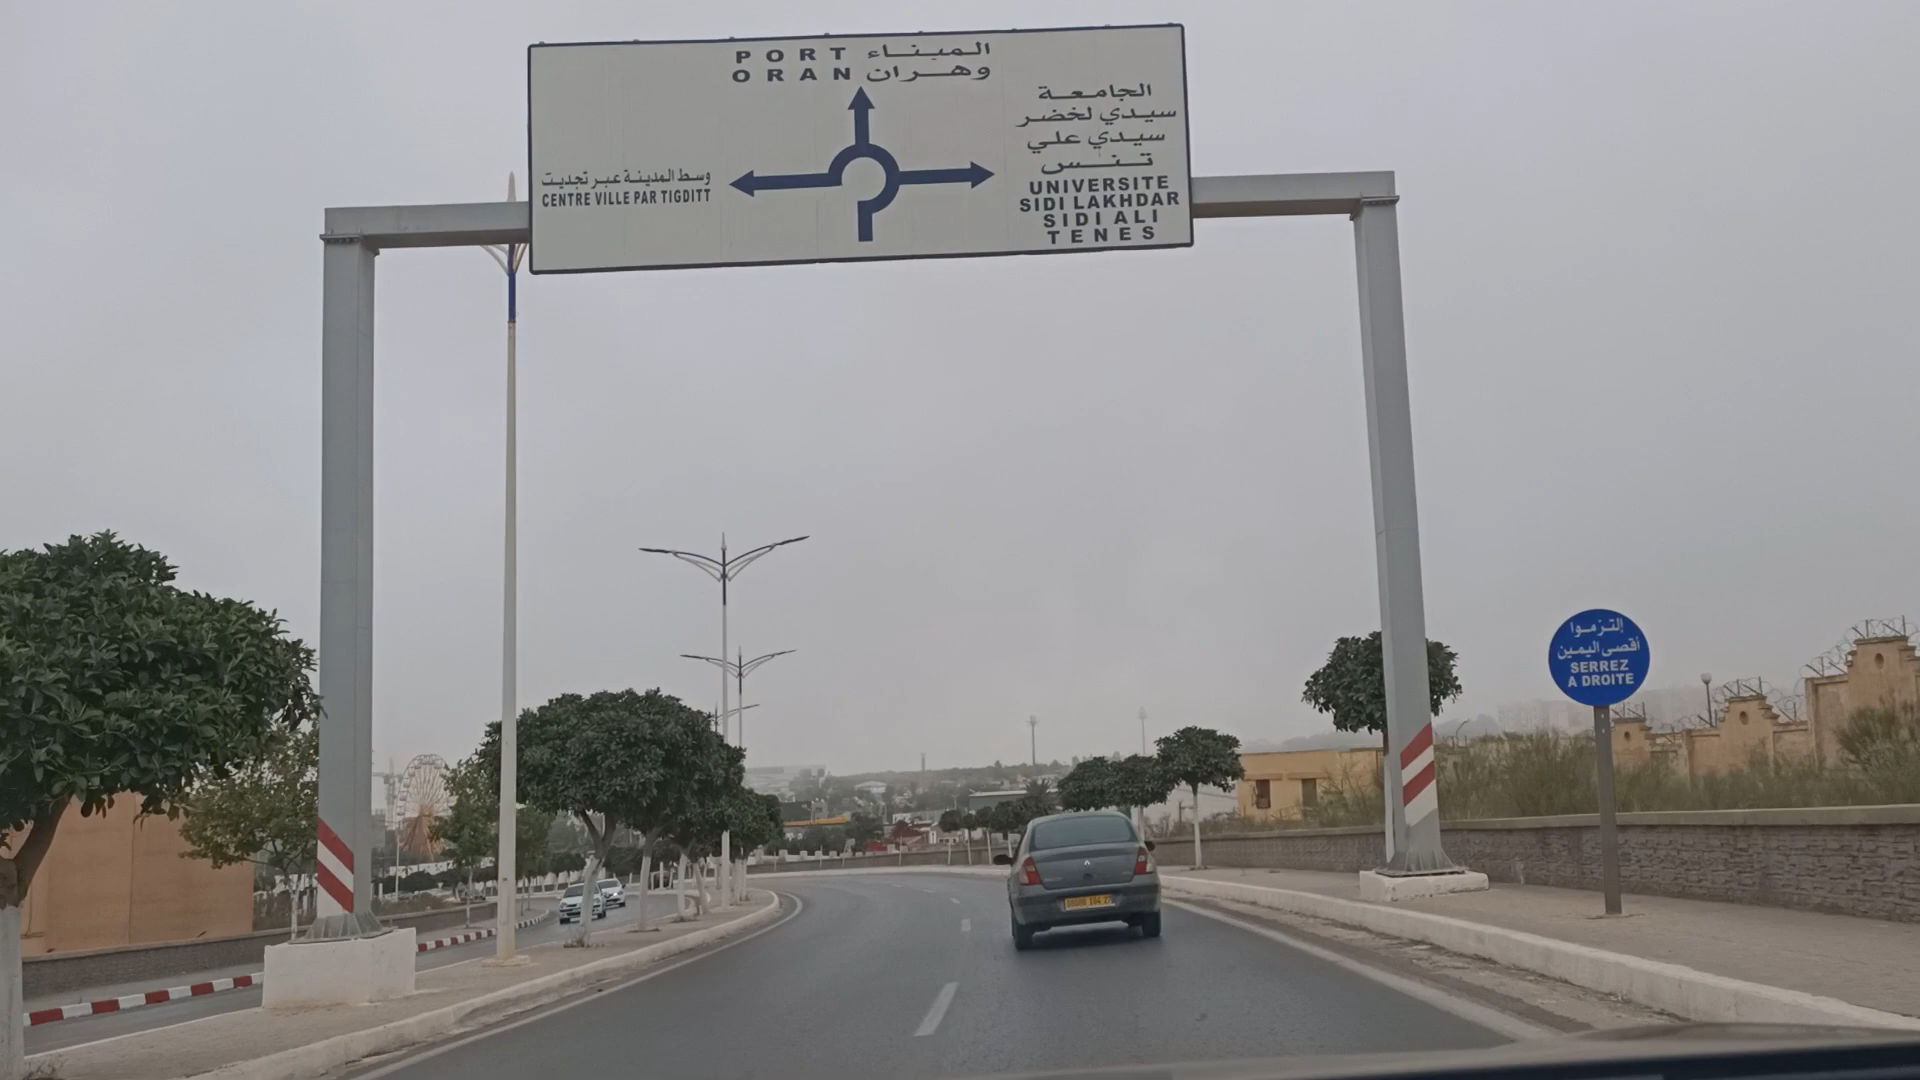 PORT الميناء
ORAN وهران
وسط المدينة عبر تجديت
CENTRE VILLE PAR TIGDITT
الجامعة
سيدي لخضر
سيدي علي
تنس
UNIVERSITE
SIDI LAKHDAR
SIDI ALI
TENES
إلتزموا
أقصى اليمين
SERREZ
A DROITE